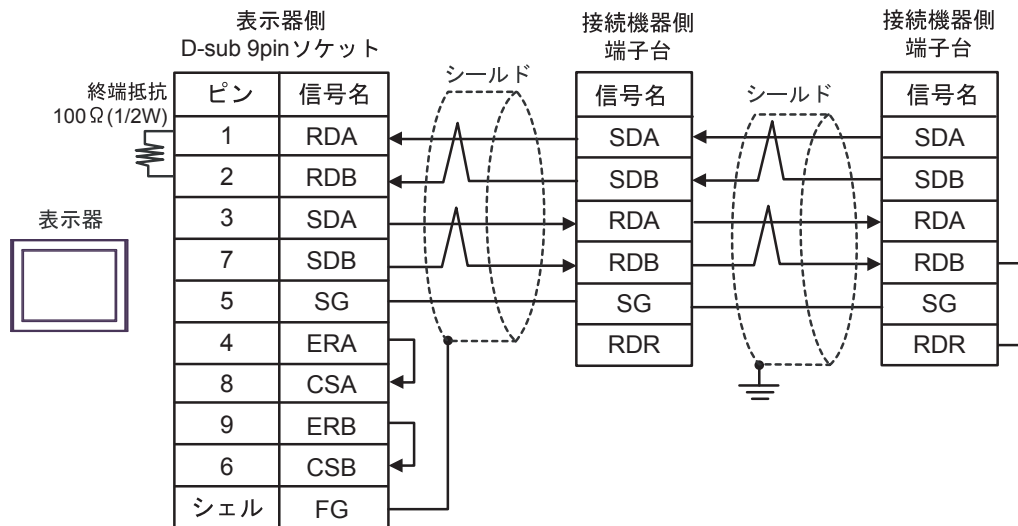 表示器側
D-sub 9pinソケット
接続機器側
端子台
接続機器側
端子台
終端抵抗
100Ω(1/2W)
シールド
シールド
表示器
ピン 信号名
1 RDA
2 RDB
3 SDA
7 SDB
5 SG
4 ERA
8 CSA
9 ERB
6 CSB
シェル FG
信号名
SDA
SDB
RDA
RDB
SG
RDR
信号名
SDA
SDB
RDA
RDB
SG
RDR